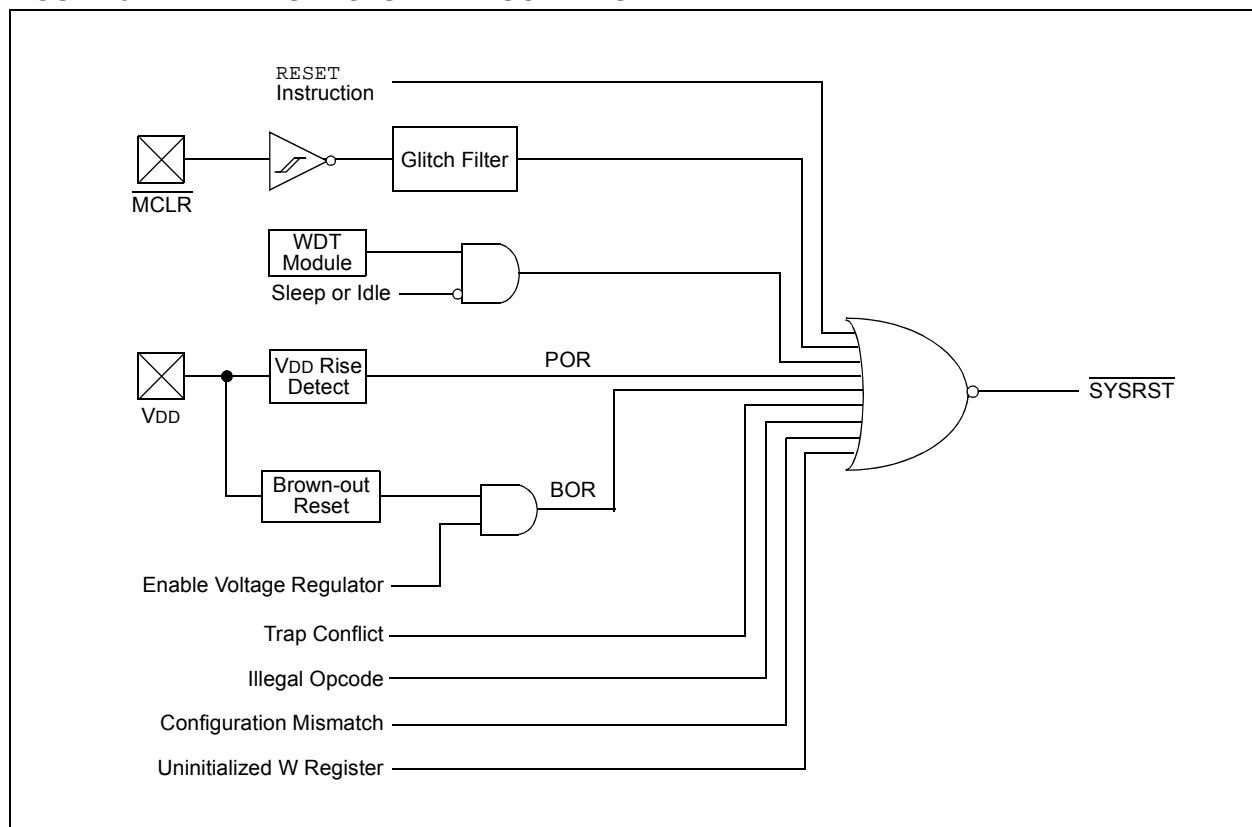 RESET
Instruction
Glitch Filter
MCLR
WDT
Module
Sleep or Idle
VDD Rise
Detect
POR
VDD
SYSRST
Brown-out
Reset
BOR
Enable Voltage Regulator
Trap Conflict
Illegal Opcode
Configuration Mismatch
Uninitialized W Register